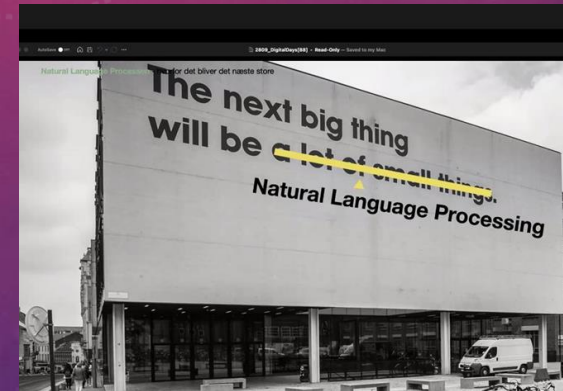 AutoSave
2809_DigitalDays[88] • Read-Only — Saved to my Mac
Natural Language Processing det bliver det næste store
The next big thing
will be a lot of small things.
Natural Language Processing